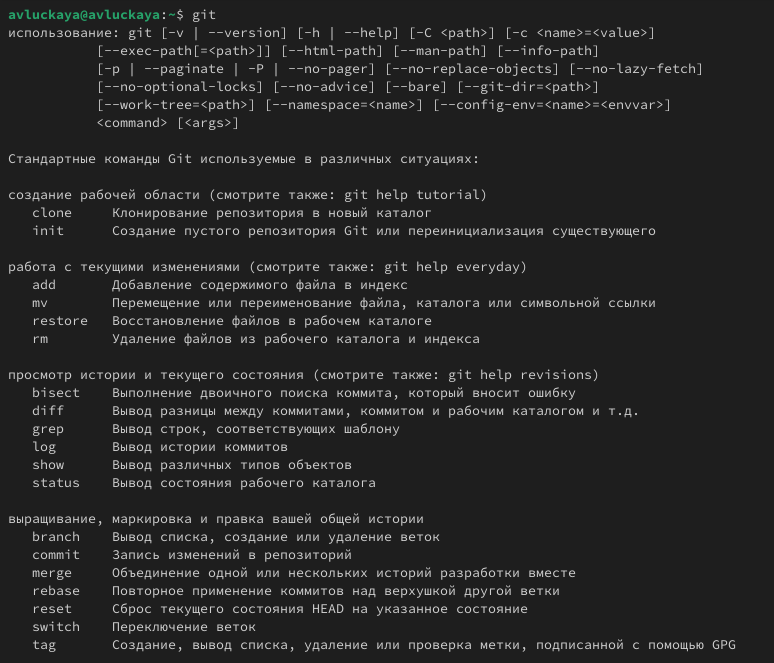 avluckaya@avluckaya:~$ git
использование: git [-v | --version] [-h | --help] [-C <path>] [-c <name>=<value>]
[--exec-path[=<path>]] [--html-path] [--man-path] [--info-path]
[-p | --paginate | -P | --no-pager] [--no-replace-objects] [--no-lazy-fetch]
[--no-optional-locks] [--no-advice] [--bare] [--git-dir=<path>]
[--work-tree=<path>] [--namespace=<name>] [--config-env=<name>=<envvar>]
<command> [<args>]
Стандартные команды Git используемые в различных ситуациях:
создание рабочей области (смотрите также: git help tutorial)
clone Клонирование репозитория в новый каталог
init Создание пустого репозитория Git или переинициализация существующего
работа с текущими изменениями (смотрите также: git help everyday)
add Добавление содержимого файла в индекс
mv Перемещение или переименование файла, каталога или символьной ссылки
restore Восстановление файлов в рабочем каталоге
rm Удаление файлов из рабочего каталога и индекса
просмотр истории и текущего состояния (смотрите также: git help revisions)
bisect Выполнение двоичного поиска коммита, который вносит ошибку
diff Вывод разницы между коммитами, коммитом и рабочим каталогом и т.д.
grep Вывод строк, соответствующих шаблону
log Вывод истории коммитов
show Вывод различных типов объектов
status Вывод состояния рабочего каталога
выращивание, маркировка и правка вашей общей истории
branch Вывод списка, создание или удаление веток
commit Запись изменений в репозиторий
merge Объединение одной или нескольких историй разработки вместе
rebase Повторное применение коммитов над верхушкой другой ветки
reset Сброс текущего состояния HEAD на указанное состояние
switch Переключение веток
tag Создание, вывод списка, удаление или проверка метки, подписанной с помощью GPG